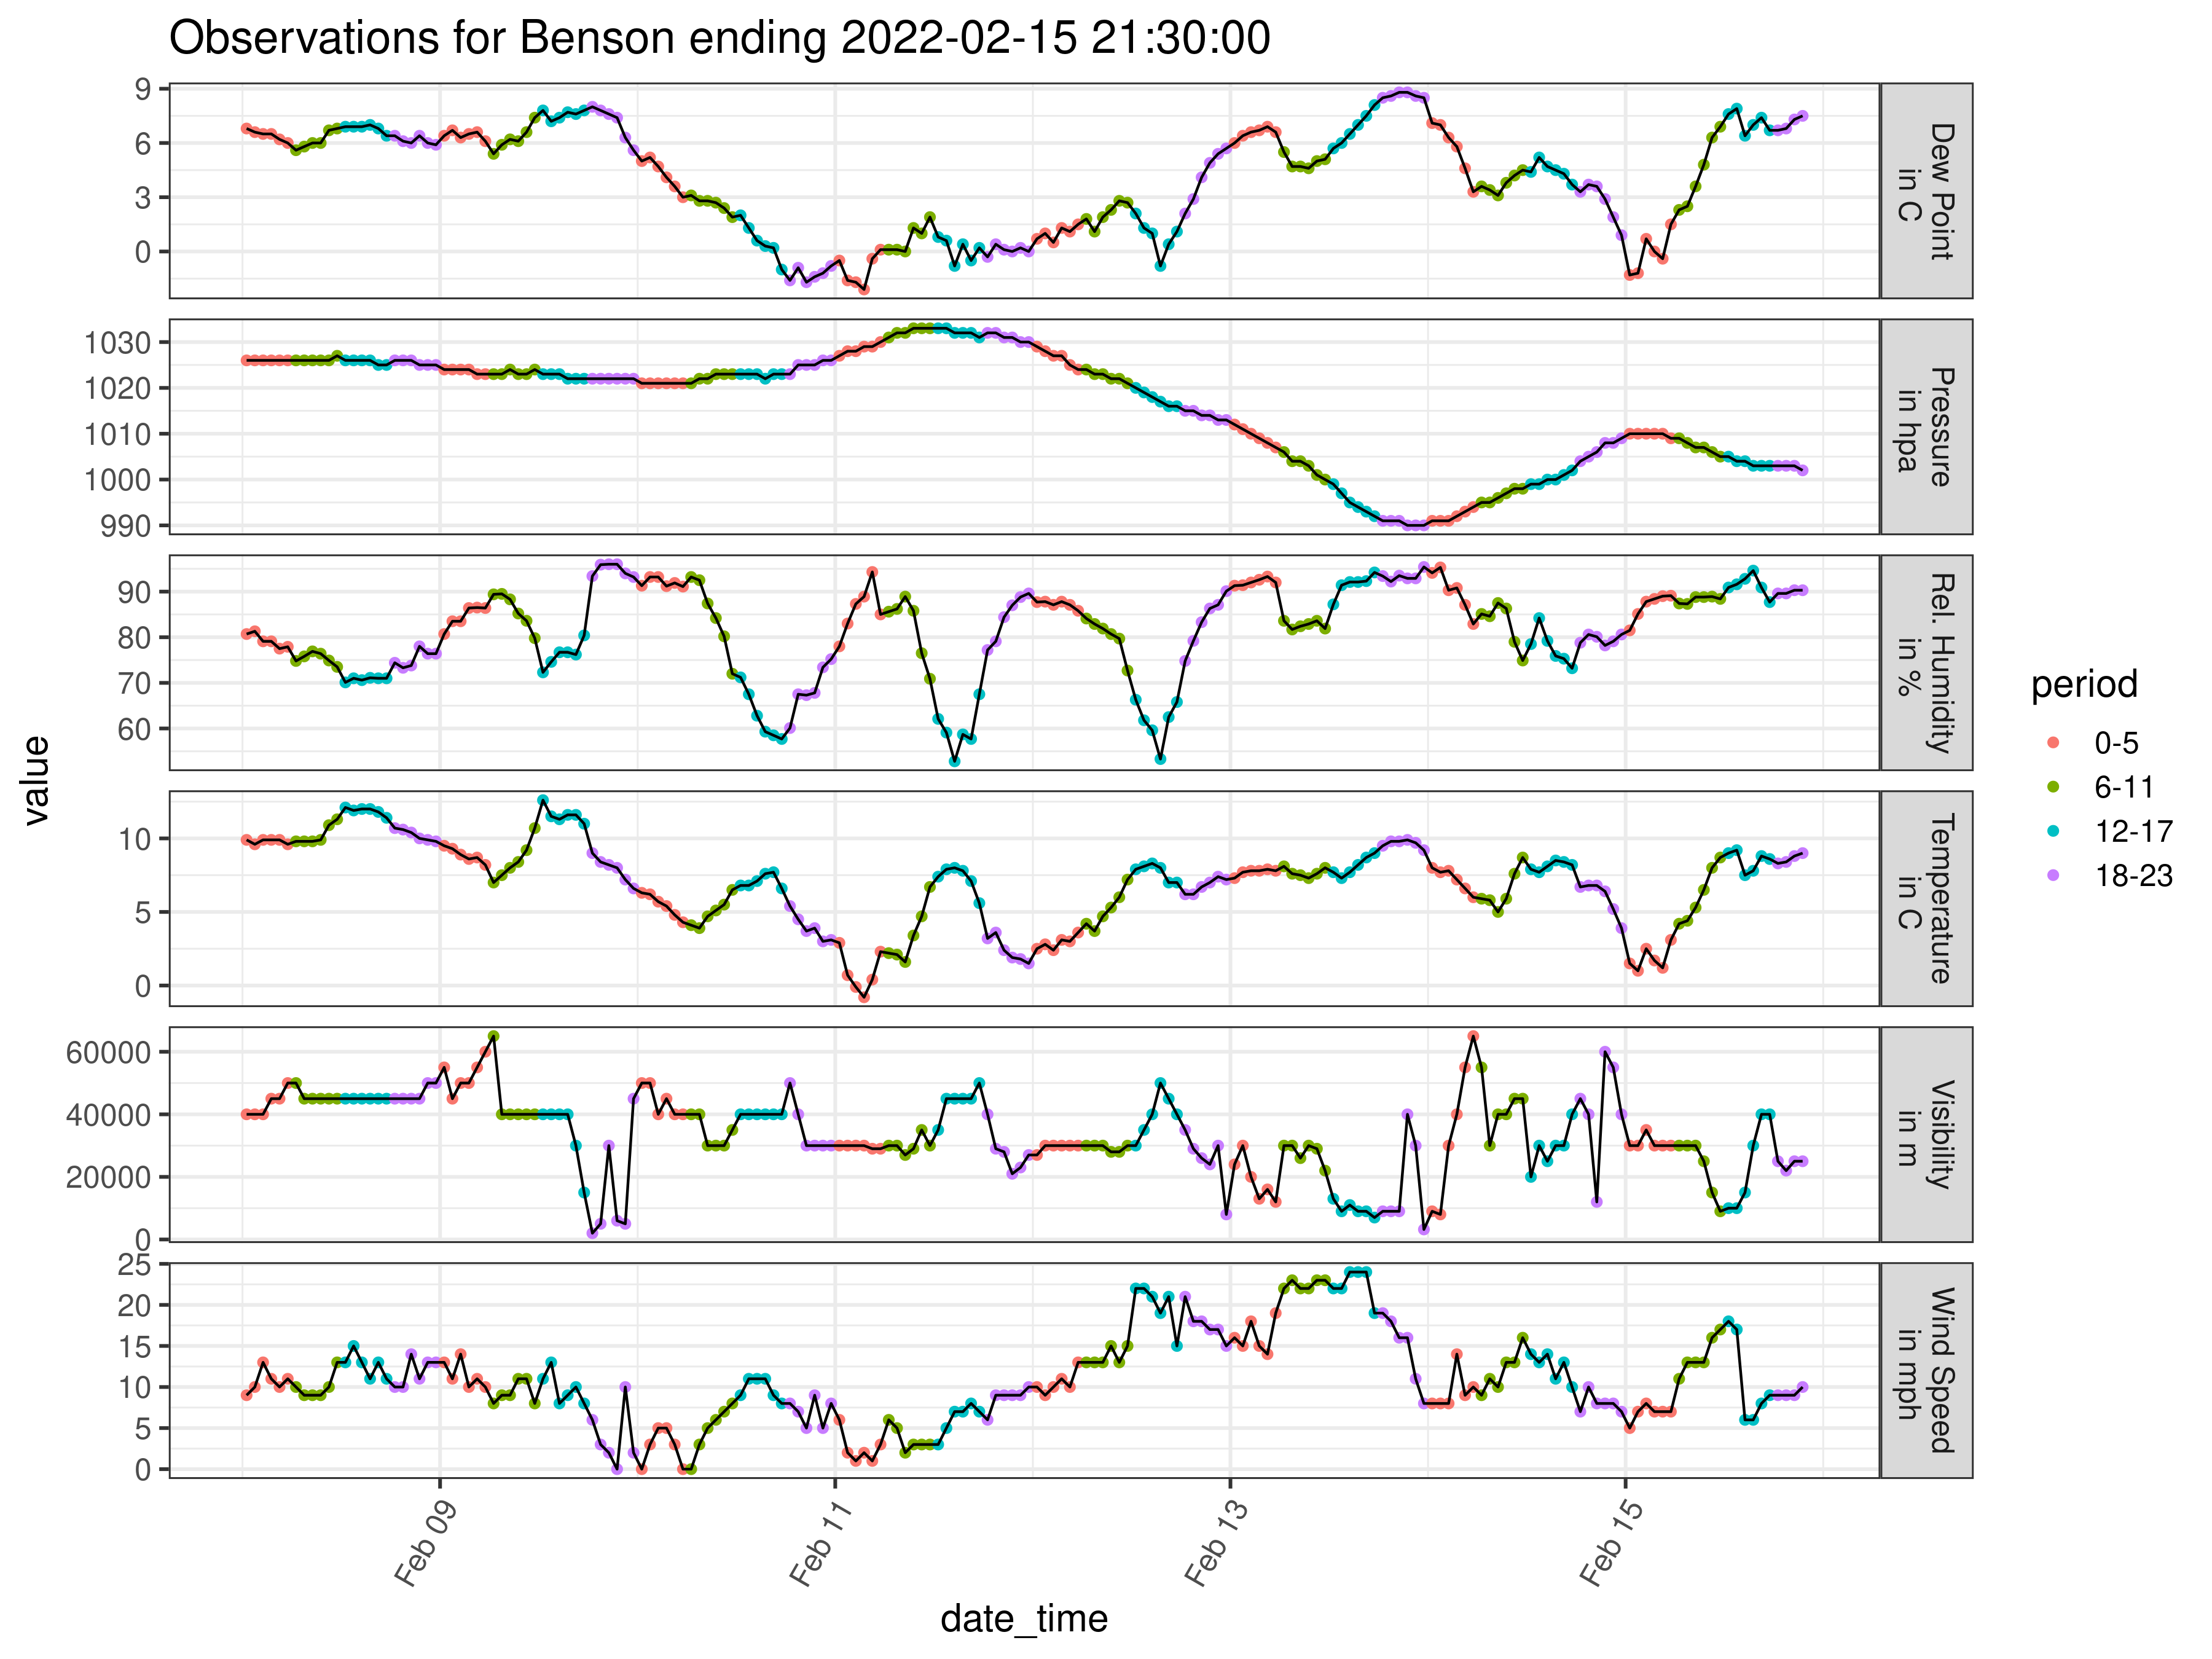 Observations for Benson ending 2022-02-15 21:30:00
value
9
6
3
0
Dew Point
in C
1030
1020
1010
1000
990
Pressure
in hpa
90
80
70
60
Rel. Humidity
in %
10
5
0
Temperature
in C
60000
40000
20000
0
Visibility
in m
25
20
15
10
5
0
Wind Speed
in mph
Feb 09
Feb 11
Feb 13
Feb 15
date_time
period
0-5
6-11
12-17
18-23